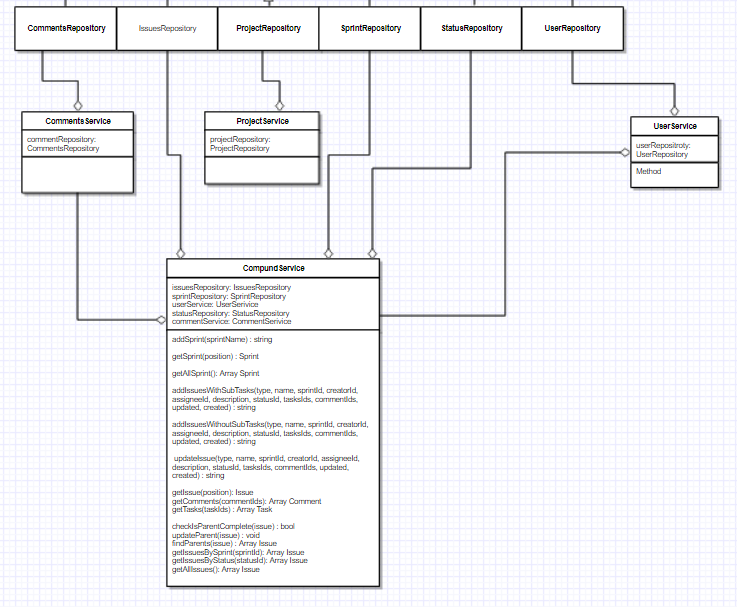 CommentsRepository
IssuesRepository
ProjectRepository
SprintRepository
StatusRepository
UserRepository
CommentsService
commentRepository:
CommentsRepository
ProjectService
projectRepository:
ProjectRepository
UserService
userRepositroty:
UserRepository
Method
CompundService
issuesRepository: IssuesRepository
sprintRepository: SprintRepository
userService: UserSerivice
statusRepository: StatusRepository
commentService: CommentSerivice
addSprint(sprintName) : string
getSprint(position) : Sprint
getAllSprint(): Array Sprint
addIssuesWithSubTasks(type, name, sprintId, creatorId,
assigneeId, description, statusId, tasksIds, commentIds,
updated, created) : string
addIssuesWithoutSubTasks(type, name, sprintId, creatorId,
assigneeId, description, statusId, tasksIds, commentIds,
updated, created) : string
updateIssue(type, name, sprintId, creatorId, assigneeId,
description, statusId, tasksIds, commentIds, updated,
created) : string
getIssue(position): Issue
getComments(commentIds): Array Comment
getTasks(taskIds) : Array Task
checkIsParentComplete(issue) : bool
updateParent(issue) : void
findParents(issue) : Array Issue
getIssuesBySprint(sprintId): Array Issue
getIssuesByStatus(statusId): Array Issue
getAllIssues(): Array Issue